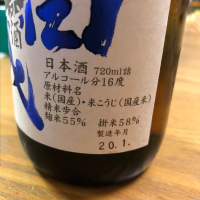 日本酒 720ml詰
アルコール分16度
原材料名
米(国産)・米こうじ(国産米)
精米歩合
麹米55% 掛米58%
製造年月
20.1.